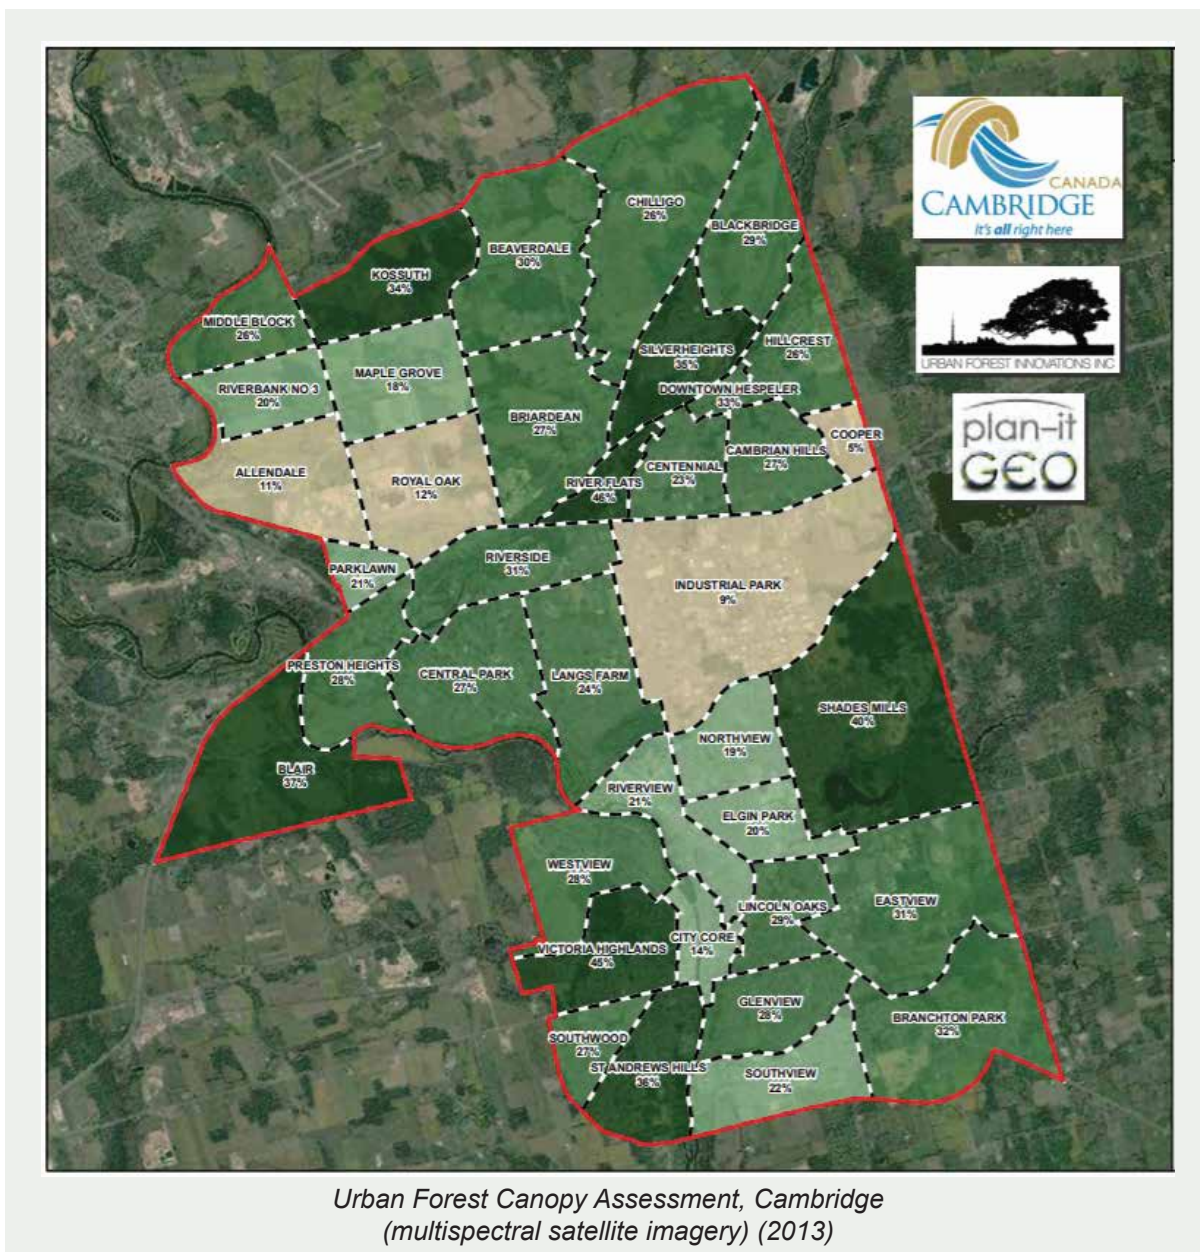 CANADA
CAMBRIDGE
it's all right here
URBAN FOREST INNOVATIONS INC
plan-it
GEO
CHILLIGO
26%
BLACKBRIDGE
29%
BEAVERDALE
30%
KOSSUTH
34%
MIDDLE BLOCK
26%
HILLCREST
26%
SILVERHEIGHTS
35%
MAPLE GROVE
18%
RIVERBANK NO 3
20%
DOWNTOWN HESPELER
33%
BRIARDEAN
27%
COOPER
5%
CAMBRIAN HILLS
27%
CENTENNIAL
23%
ALLENDALE
11%
ROYAL OAK
12%
RIVER FLATS
46%
RIVERSIDE
31%
PARKLAWN
21%
INDUSTRIAL PARK
9%
PRESTON HEIGHTS
28%
CENTRAL PARK
27%
LANGS FARM
24%
SHADES MILLS
40%
NORTHVIEW
19%
BLAIR
37%
RIVERVIEW
21%
ELGIN PARK
20%
WESTVIEW
28%
LINCOLN OAKS
29%
EASTVIEW
31%
CITY CORE
14%
VICTORIA HIGHLANDS
45%
GLENVIEW
28%
BRANCHTON PARK
32%
SOUTHWOOD
27%
ST ANDREWS HILLS
36%
SOUTHVIEW
22%
Urban Forest Canopy Assessment, Cambridge
(multispectral satellite imagery) (2013)